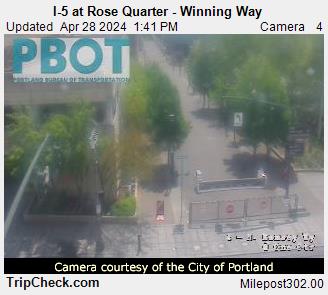 I-5 at Rose Quarter - Winning Way
Updated Apr 28 2024 1:41 PM Camera 4
PBOT
PORTLAND BUREAU OF TRANSPORTATION
Camera courtesy of the City of Portland
TripCheck.com Milepost302.00